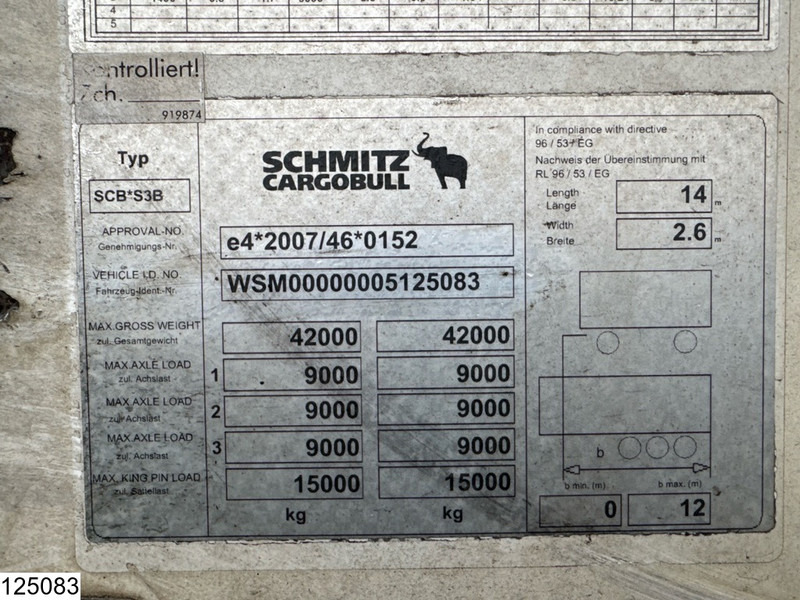 4
5
Kontrolliert!
Zch.
919874
Typ
SCB*S3B
SCHMITZ
CARGOBULL
In compliance with directive
96 / 53 / EG
Nachweis der Übereinstimmung mit
RL 96 / 53 / EG
Length
Länge
14 m
Width
Breite
2.6 m
APPROVAL-NO.
Genehmigungs-Nr.
e4*2007/46*0152
VEHICLE I.D. NO.
Fahrzeug-Ident.-Nr.
WSM00000005125083
MAX.GROSS WEIGHT
zul. Gesamtgewicht
42000 42000
MAX.AXLE LOAD
zul. Achslast
1 9000 9000
MAX.AXLE LOAD
zul. Achslast
2 9000 9000
MAX.AXLE LOAD
zul. Achslast
3 9000 9000
MAX. KING PIN LOAD
zul. Sattellast
15000 15000
kg kg
b
b min. (m) b max. (m)
0 12
125083